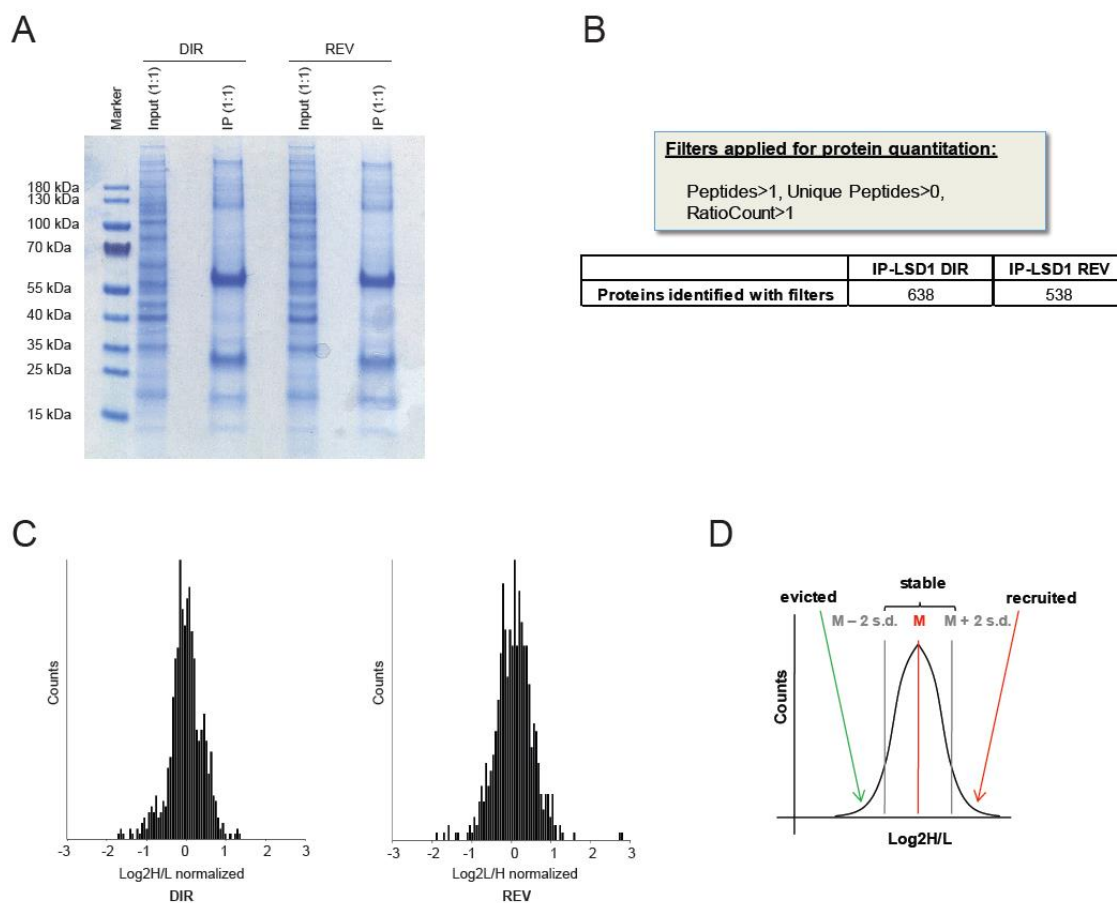 A
DIR
REV
Marker
Input (1:1)
IP (1:1)
Input (1:1)
IP (1:1)
180 kDa
130 kDa
100 kDa
70 kDa
55 kDa
40 kDa
35 kDa
25 kDa
15 kDa
B
Filters applied for protein quantitation:
Peptides>1, Unique Peptides>0,
RatioCount>1
IP-LSD1 DIR IP-LSD1 REV
Proteins identified with filters 638 538
C
Counts
-3 -2 -1 0 1 2 3
Log2H/L normalized
DIR
Counts
-3 -2 -1 0 1 2 3
Log2L/H normalized
REV
D
stable
evicted recruited
M – 2 s.d. M M + 2 s.d.
Counts
Log2H/L